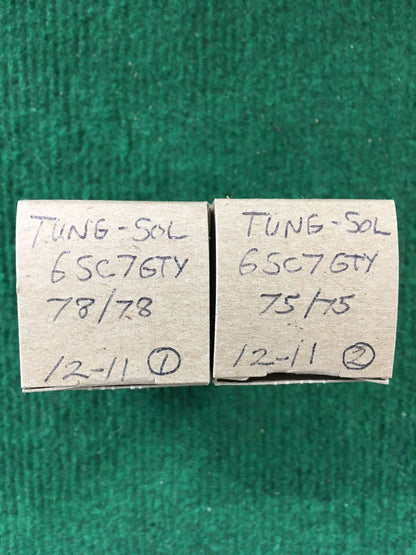 TUNG-SOL
6SC7GTY
78/78
12-11 ①
TUNG-SOL
6SC7GTY
75/75
12-11 ②